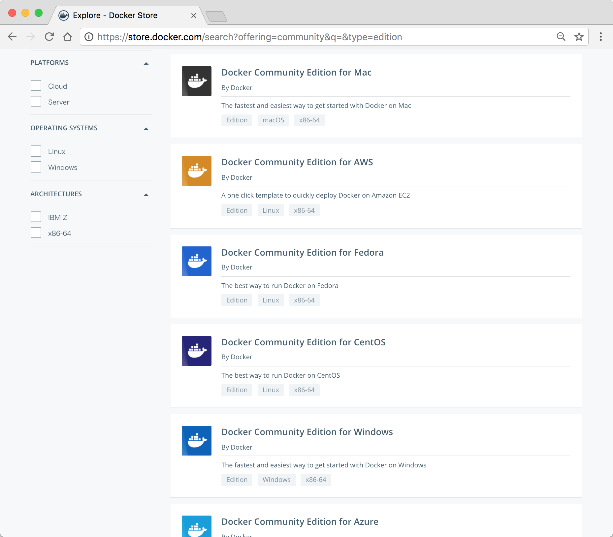 Explore - Docker Store
https://store.docker.com/search?offering=community&q=&type=edition
PLATFORMS
Cloud
Server
OPERATING SYSTEMS
Linux
Windows
ARCHITECTURES
IBM Z
x86-64
Docker Community Edition for Mac
By Docker
The fastest and easiest way to get started with Docker on Mac
Edition macOS x86-64
Docker Community Edition for AWS
By Docker
A one click template to quickly deploy Docker on Amazon EC2
Edition Linux x86-64
Docker Community Edition for Fedora
By Docker
The best way to run Docker on Fedora
Edition Linux x86-64
Docker Community Edition for CentOS
By Docker
The best way to run Docker on CentOS
Edition Linux x86-64
Docker Community Edition for Windows
By Docker
The fastest and easiest way to get started with Docker on Windows
Edition Windows x86-64
Docker Community Edition for Azure
By Docker